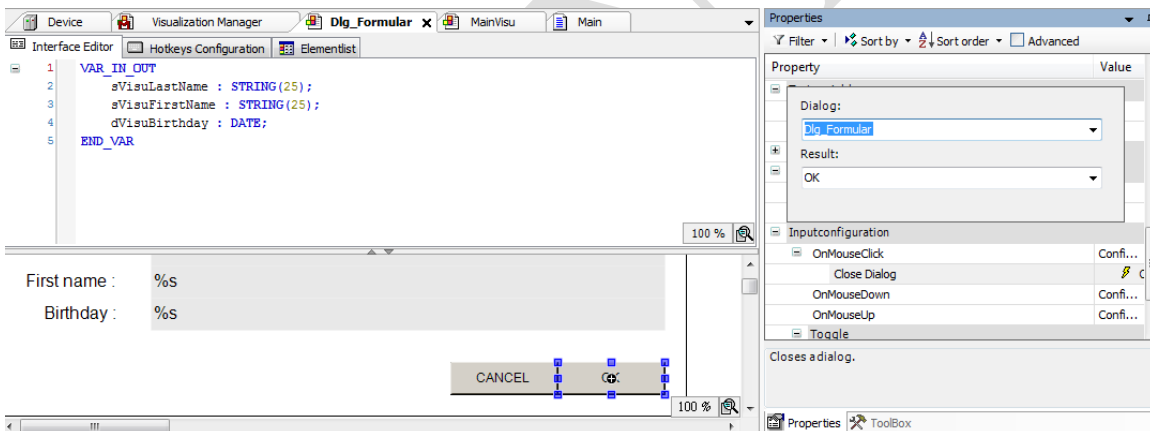 Device Visualization Manager Dlg_Formular MainVisu Main
Interface Editor Hotkeys Configuration Elementlist
1 VAR_IN_OUT
2 sVisuLastName : STRING(25);
3 sVisuFirstName : STRING(25);
4 dVisuBirthday : DATE;
5 END_VAR
100 %
First name : %s
Birthday : %s
CANCEL
100 %
Properties
Filter Sort by Sort order Advanced
Property Value
Dialog:
Dlg_Formular
Result:
OK
Inputconfiguration
OnMouseClick Confi...
Close Dialog
OnMouseDown Confi...
OnMouseUp Confi...
Toggle
Closes a dialog.
Properties ToolBox